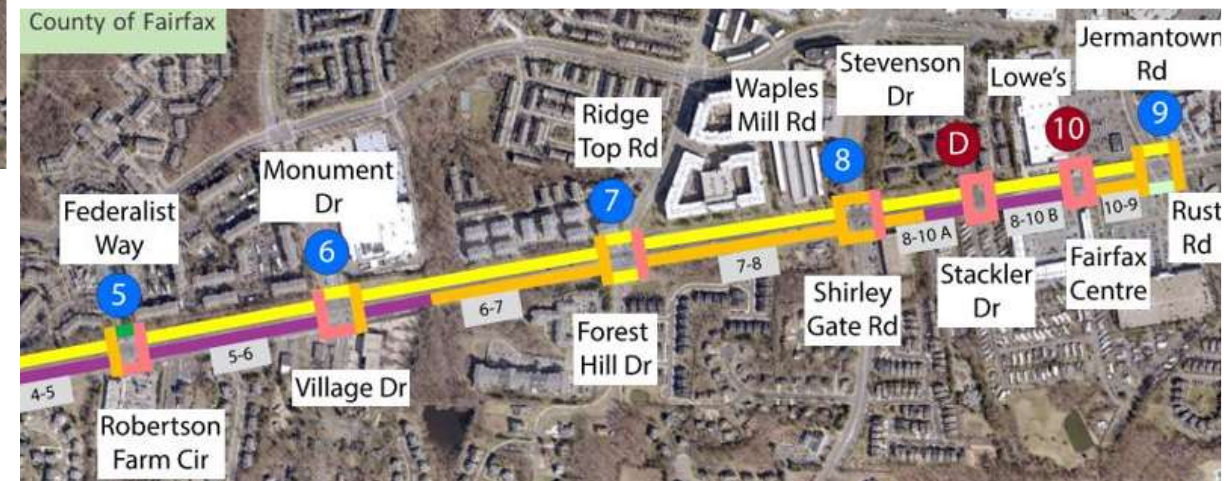 County of Fairfax
Federalist
Way
5
Monument
Dr
6
Ridge
Top Rd
7
Waples
Mill Rd
Stevenson
Dr
8
D
Lowe's
10
Jermantown
Rd
9
4-5
5-6
6-7
7-8
8-10 A
8-10 B
10-9
Robertson
Farm Cir
Village Dr
Forest
Hill Dr
Shirley
Gate Rd
Stackler
Dr
Fairfax
Centre
Rust
Rd